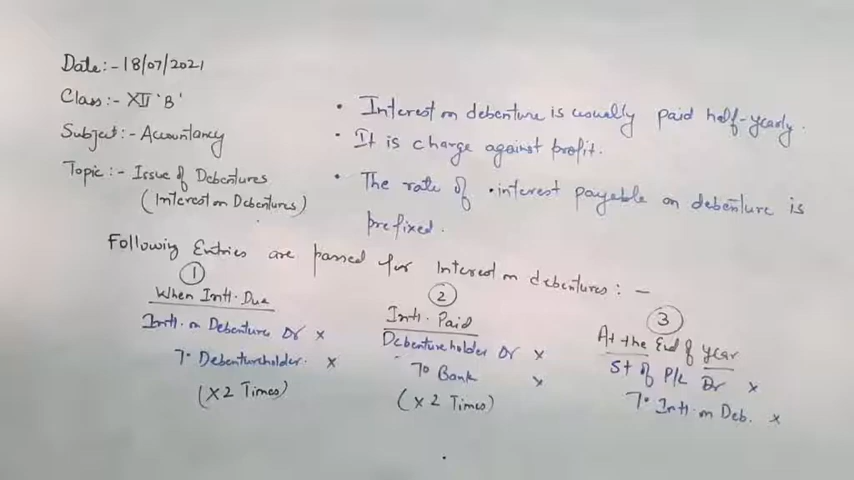 Date:- 18/07/2021
Class:- XII 'B'
Subject:- Accountancy
Topic:- Issue of Debentures
(Interest on Debentures)
• Interest on debenture is usually paid half-yearly.
• It is charge against profit.
• The rate of interest payable on debenture is
prefixed.
Following Entries are passed for Interest on debentures: -
1
When Intt. Due
Intt. on Debenture Dr x
To Debentureholder. x
(x 2 Times)
2
Intt. Paid
Debentureholder Dr x
To Bank x
(x 2 Times)
3
At the End of year
St of P/L Dr x
To Intt. on Deb. x